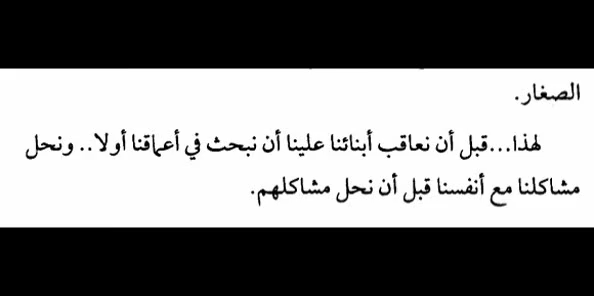 الصغار.
لهذا...قبل أن نعاقب أبنائنا علينا أن نبحث في أعماقنا أولا.. ونحل
مشاكلنا مع أنفسنا قبل أن نحل مشاكلهم.